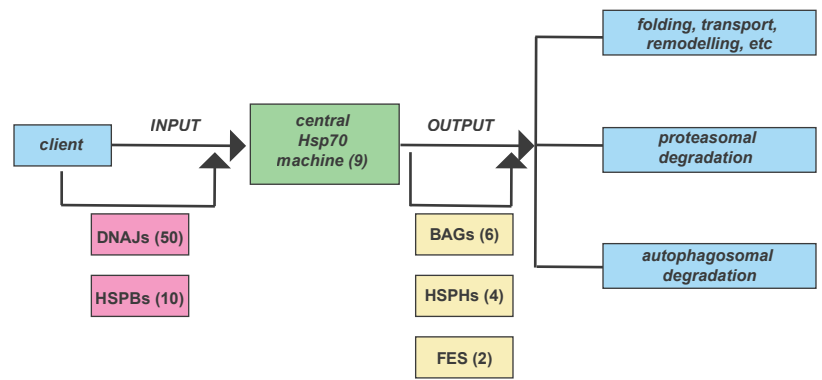 client
INPUT
DNAJs (50)
HSPBs (10)
central
Hsp70
machine (9)
OUTPUT
BAGs (6)
HSPHs (4)
FES (2)
folding, transport,
remodelling, etc
proteasomal
degradation
autophagosomal
degradation